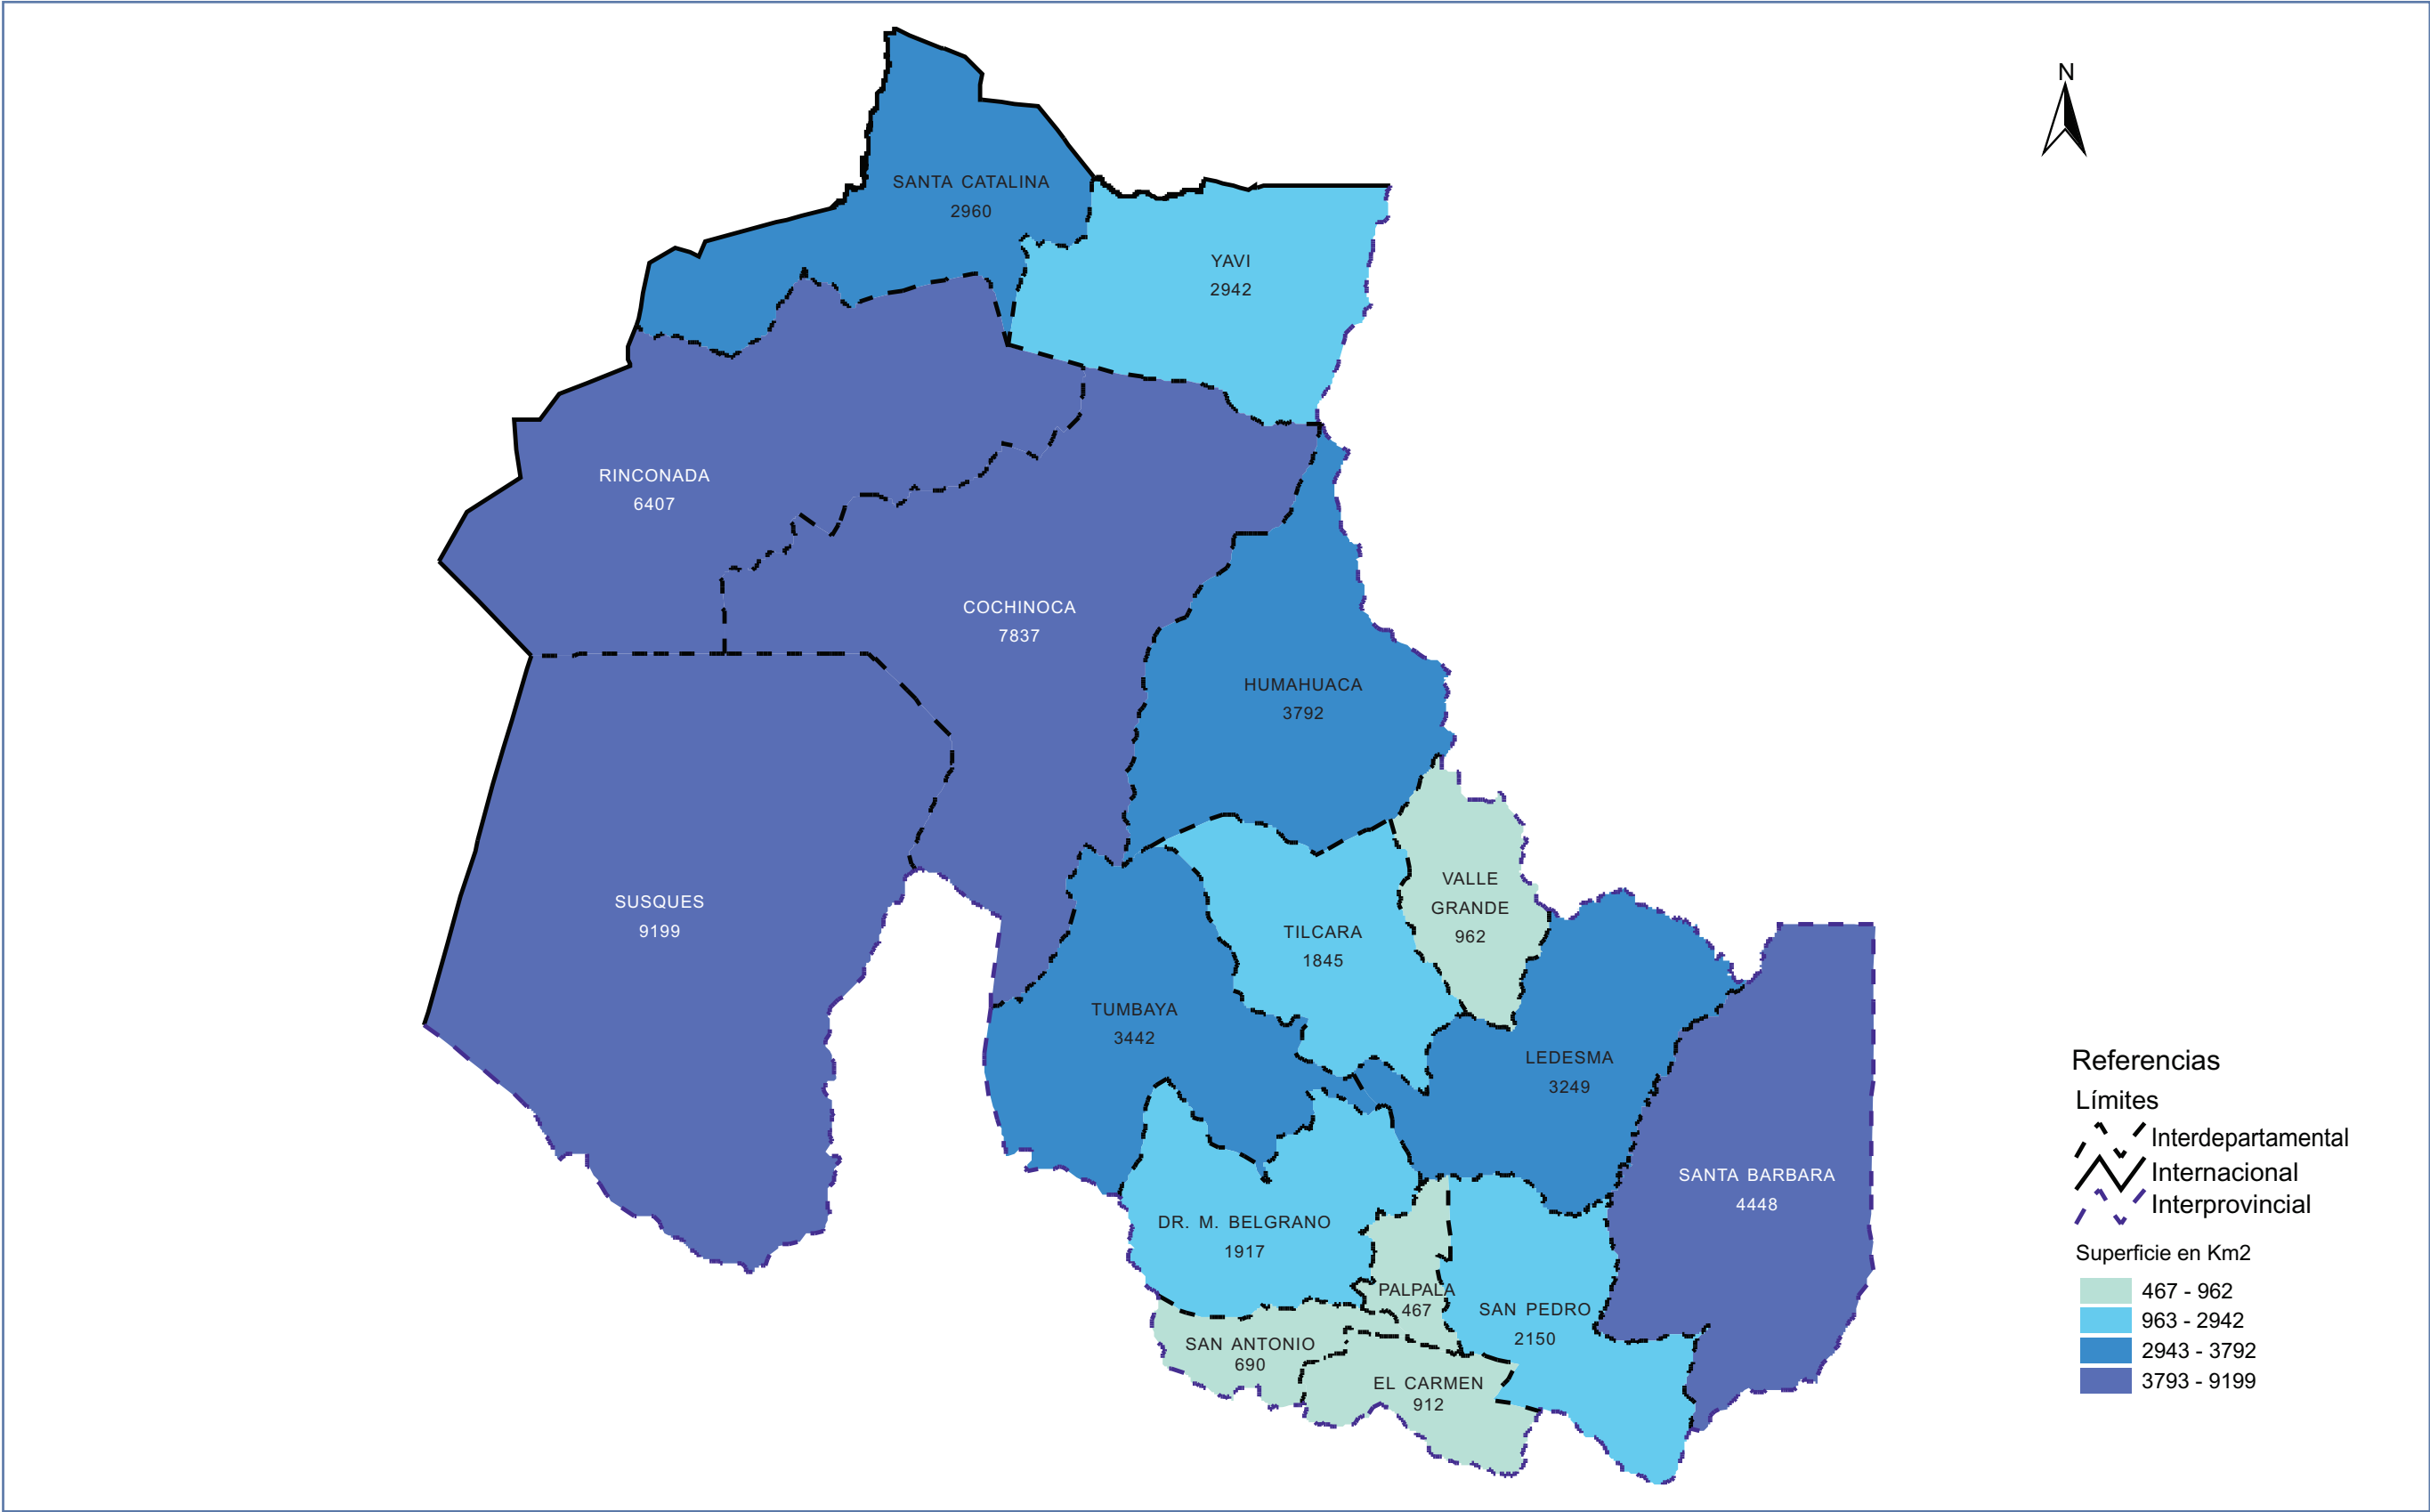 N
SANTA CATALINA
2960
YAVI
2942
RINCONADA
6407
COCHINOCA
7837
HUMAHUACA
3792
SUSQUES
9199
VALLE
GRANDE
962
TILCARA
1845
TUMBAYA
3442
LEDESMA
3249
SANTA BARBARA
4448
DR. M. BELGRANO
1917
PALPALA
467
SAN PEDRO
2150
SAN ANTONIO
690
EL CARMEN
912
Referencias
Límites
Interdepartamental
Internacional
Interprovincial
Superficie en Km2
467 - 962
963 - 2942
2943 - 3792
3793 - 9199